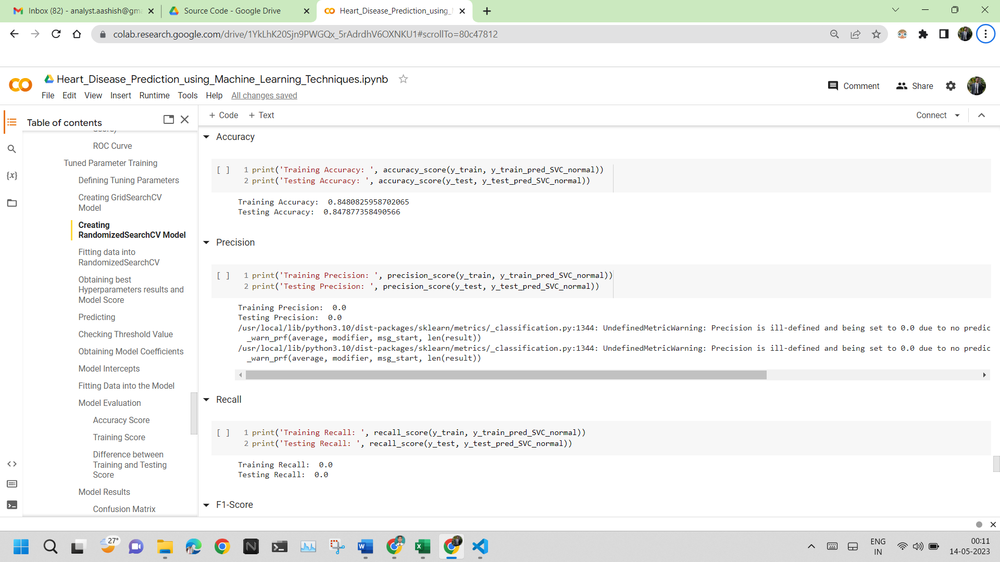 Inbox (82) - analyst.aashish@gm
Source Code - Google Drive
Heart_Disease_Prediction_using_
colab.research.google.com/drive/1YkLhK20Sjn9PWGQx_5rAdrdhV6OXNKU1#scrollTo=80c47812
Heart_Disease_Prediction_using_Machine_Learning_Techniques.ipynb
File Edit View Insert Runtime Tools Help All changes saved
Comment Share
Table of contents
ROC Curve
Tuned Parameter Training
Defining Tuning Parameters
Creating GridSearchCV
Model
Creating
RandomizedSearchCV Model
Fitting data into
RandomizedSearchCV
Obtaining best
Hyperparameters results and
Model Score
Predicting
Checking Threshold Value
Obtaining Model Coefficients
Model Intercepts
Fitting Data into the Model
Model Evaluation
Accuracy Score
Training Score
Difference between
Training and Testing
Score
Model Results
Confusion Matrix
+ Code + Text
Connect
Accuracy
[ ] 1 print('Training Accuracy: ', accuracy_score(y_train, y_train_pred_SVC_normal))
2 print('Testing Accuracy: ', accuracy_score(y_test, y_test_pred_SVC_normal))
Training Accuracy:  0.8480825958702065
Testing Accuracy:  0.847877358490566
Precision
[ ] 1 print('Training Precision: ', precision_score(y_train, y_train_pred_SVC_normal))
2 print('Testing Precision: ', precision_score(y_test, y_test_pred_SVC_normal))
Training Precision:  0.0
Testing Precision:  0.0
/usr/local/lib/python3.10/dist-packages/sklearn/metrics/_classification.py:1344: UndefinedMetricWarning: Precision is ill-defined and being set to 0.0 due to no predic
_warn_prf(average, modifier, msg_start, len(result))
/usr/local/lib/python3.10/dist-packages/sklearn/metrics/_classification.py:1344: UndefinedMetricWarning: Precision is ill-defined and being set to 0.0 due to no predic
_warn_prf(average, modifier, msg_start, len(result))
Recall
[ ] 1 print('Training Recall: ', recall_score(y_train, y_train_pred_SVC_normal))
2 print('Testing Recall: ', recall_score(y_test, y_test_pred_SVC_normal))
Training Recall:  0.0
Testing Recall:  0.0
F1-Score
27°
ENG
IN
00:11
14-05-2023